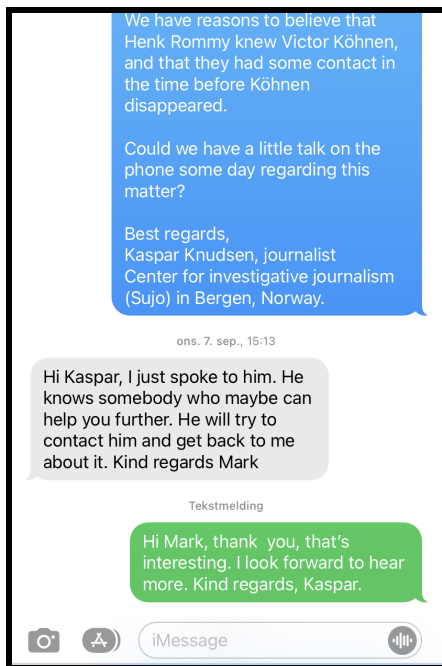 We have reasons to believe that
Henk Rommy knew Victor Köhnen,
and that they had some contact in
the time before Köhnen
disappeared.
Could we have a little talk on the
phone some day regarding this
matter?
Best regards,
Kaspar Knudsen, journalist
Center for investigative journalism
(Sujo) in Bergen, Norway.
ons. 7. sep., 15:13
Hi Kaspar, I just spoke to him. He
knows somebody who maybe can
help you further. He will try to
contact him and get back to me
about it. Kind regards Mark
Tekstmelding
Hi Mark, thank  you, that's
interesting. I look forward to hear
more. Kind regards, Kaspar.
iMessage